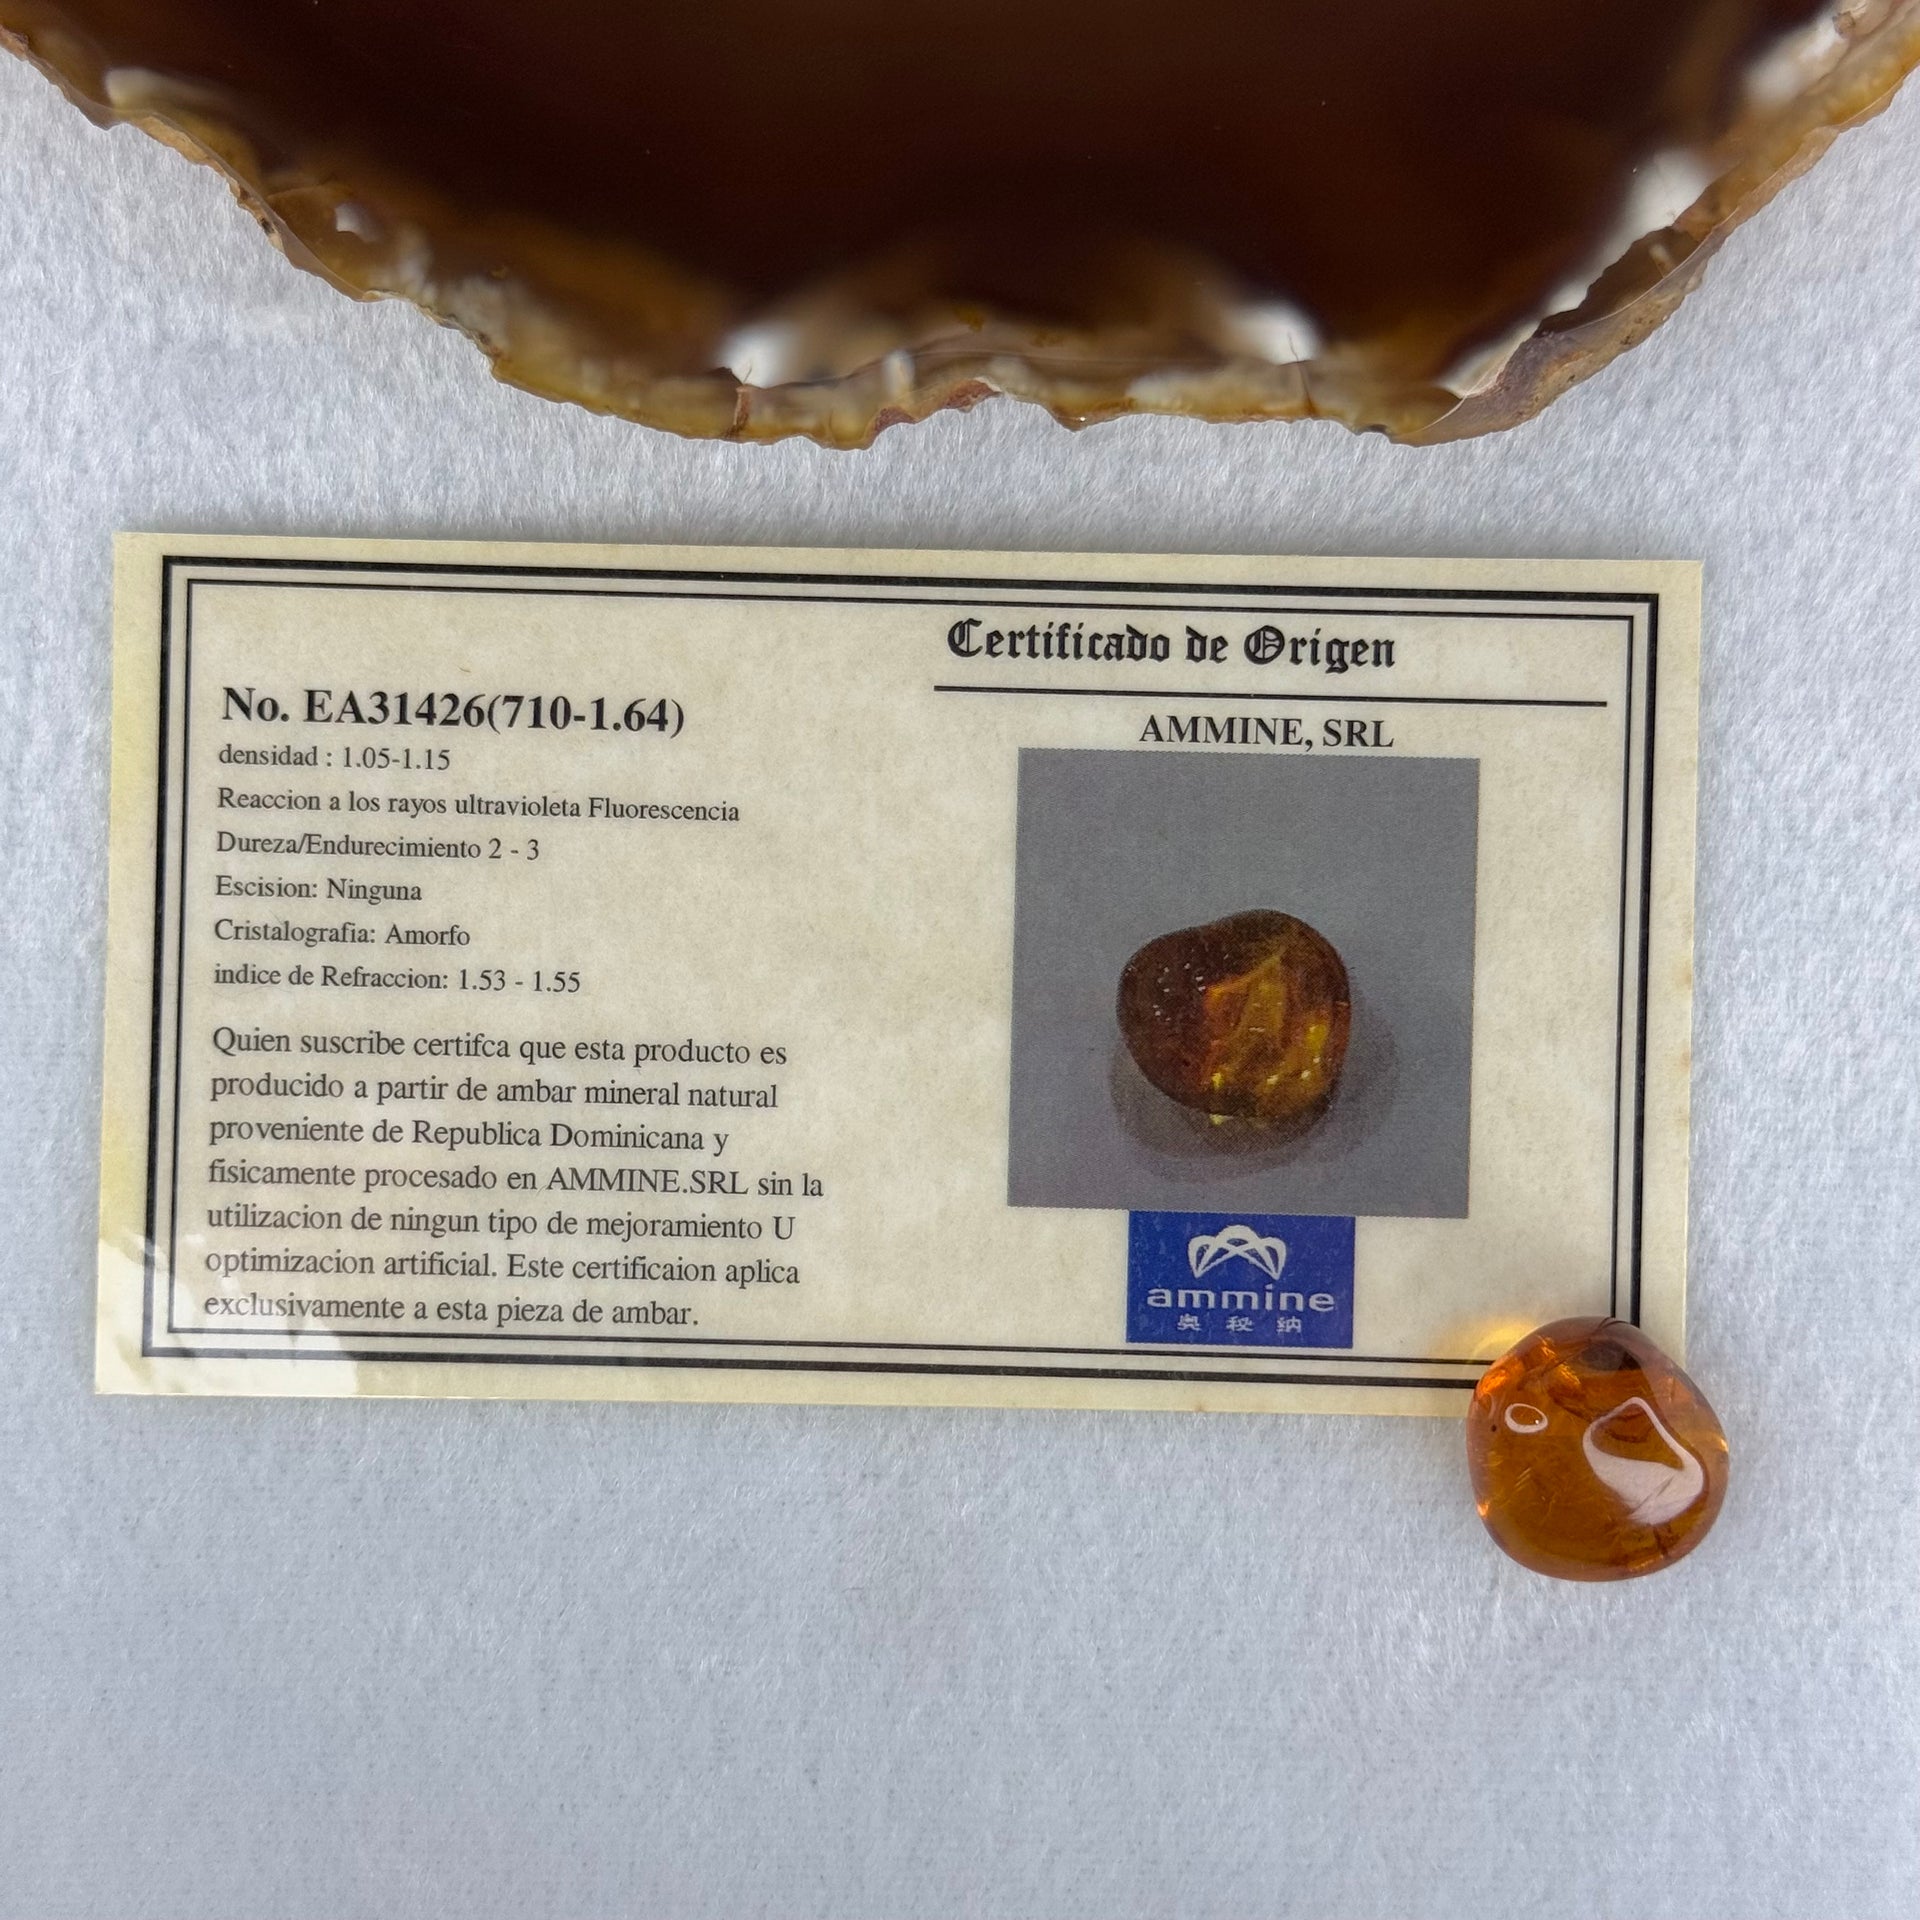 Certificado de Origen
No. EA31426(710-1.64)
densidad : 1.05-1.15
Reaccion a los rayos ultravioleta Fluorescencia
Dureza/Endurecimiento 2 - 3
Escision: Ninguna
Cristalografia: Amorfo
indice de Refraccion: 1.53 - 1.55
Quien suscribe certifca que esta producto es
producido a partir de ambar mineral natural
proveniente de Republica Dominicana y
fisicamente procesado en AMMINE.SRL sin la
utilizacion de ningun tipo de mejoramiento U
optimizacion artificial. Este certificaion aplica
exclusivamente a esta pieza de ambar.
AMMINE, SRL
ammine
奥秘纳